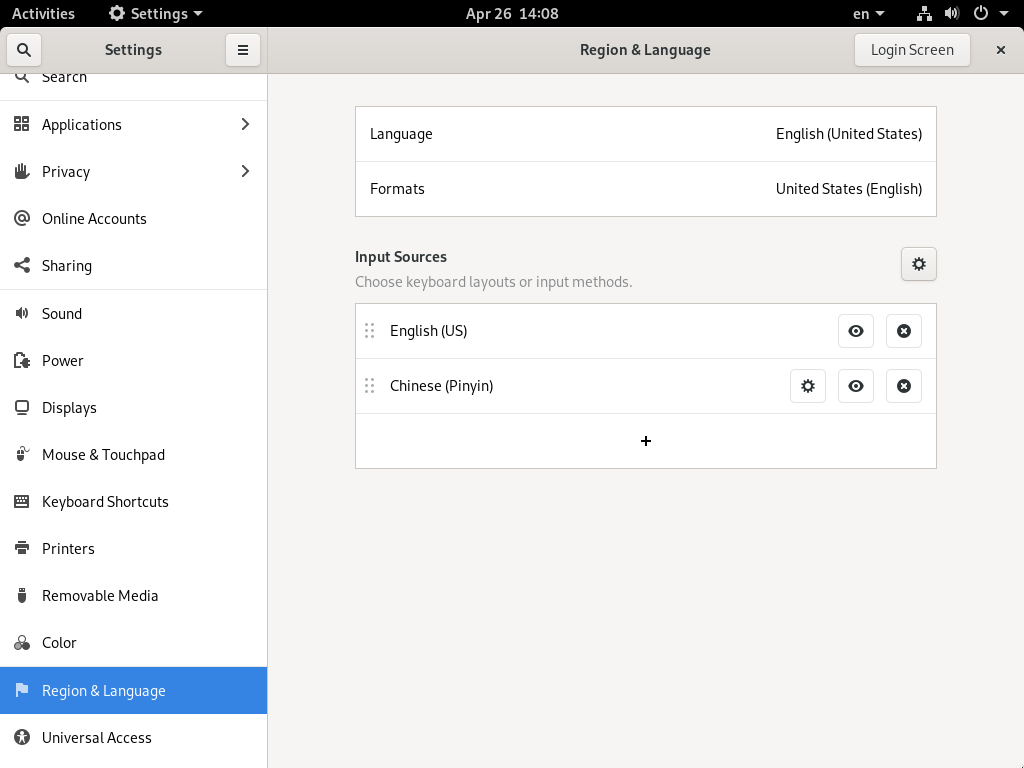 Activities
Settings
Apr 26 14:08
en
Settings
Region & Language
Login Screen
Search
Applications
Privacy
Online Accounts
Sharing
Sound
Power
Displays
Mouse & Touchpad
Keyboard Shortcuts
Printers
Removable Media
Color
Region & Language
Universal Access
Language English (United States)
Formats United States (English)
Input Sources
Choose keyboard layouts or input methods.
English (US)
Chinese (Pinyin)